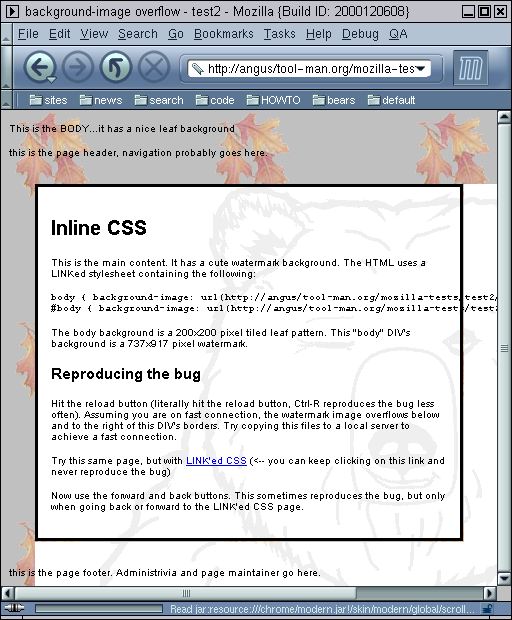 background-image overflow - test2 - Mozilla {Build ID: 2000120608}
File Edit View Search Go Bookmarks Tasks Help Debug QA
http://angus/tool-man.org/mozilla-tes
sites news search code HOWTO bears default
This is the BODY...it has a nice leaf background
this is the page header, navigation probably goes here.
Inline CSS
This is the main content. It has a cute watermark background. The HTML uses a
LINKed stylesheet containing the following:
body { background-image: url(http://angus/tool-man.org/mozilla-tests/test2/
#body { background-image: url(http://angus/tool-man.org/mozilla-tests/test2
The body background is a 200x200 pixel tiled leaf pattern. This "body" DIV's
background is a 737x917 pixel watermark.
Reproducing the bug
Hit the reload button (literally hit the reload button, Ctrl-R reproduces the bug less
often). Assuming you are on fast connection, the watermark image overflows below
and to the right of this DIV's borders. Try copying this files to a local server to
achieve a fast connection.
Try this same page, but with LINK'ed CSS (<-- you can keep clicking on this link and
never reproduce the bug)
Now use the forward and back buttons. This sometimes reproduces the bug, but only
when going back or forward to the LINK'ed CSS page.
this is the page footer. Administrivia and page maintainer go here.
Read jar:resource:///chrome/modern.jar!/skin/modern/global/scroll...